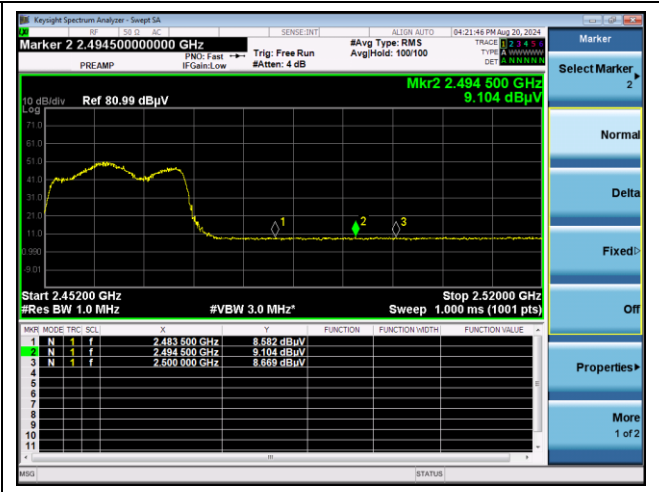 Keysight Spectrum Analyzer - Swept SA
RF 50 Ω AC SENSE:INT ALIGN AUTO 04:21:46 PM Aug 20, 2024
Marker 2 2.494500000000 GHz
PREAMP
PNO: Fast
IFGain:Low
Trig: Free Run
#Atten: 4 dB
#Avg Type: RMS
Avg|Hold: 100/100
TRACE 1 2 3 4 5 6
TYPE A WWWWW
DET A N N N N N
Mkr2 2.494 500 GHz
9.104 dBµV
10 dB/div Ref 80.99 dBµV
Log
71.0
61.0
51.0
41.0
31.0
21.0
11.0
0.990
-9.01
1
2
3
Start 2.45200 GHz
Stop 2.52000 GHz
#Res BW 1.0 MHz #VBW 3.0 MHz* Sweep 1.000 ms (1001 pts)
MKR MODE TRC SCL X Y FUNCTION FUNCTION WIDTH FUNCTION VALUE
1 N 1 f 2.483 500 GHz 8.582 dBµV
2 N 1 f 2.494 500 GHz 9.104 dBµV
3 N 1 f 2.500 000 GHz 8.669 dBµV
4
5
6
7
8
9
10
11
MSG STATUS
Marker
Select Marker
2
Normal
Delta
Fixed
Off
Properties
More
1 of 2